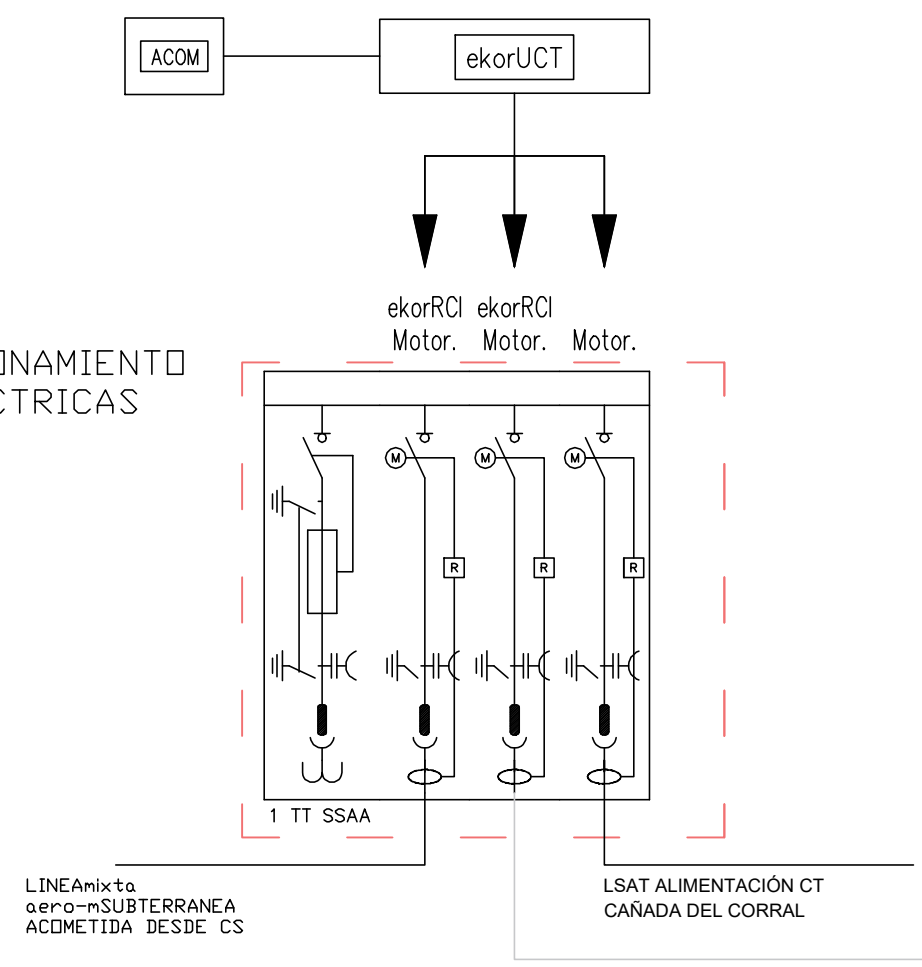 ACOM
ekorUCT
ekorRCI ekorRCI
Motor. Motor. Motor.
ONAMIENTO
CTRICAS
M M M
R R R
1 TT SSAA
LINEAmixta
aero-mSUBTERRANEA
ACOMETIDA DESDE CS
LSAT ALIMENTACIÓN CT
CAÑADA DEL CORRAL